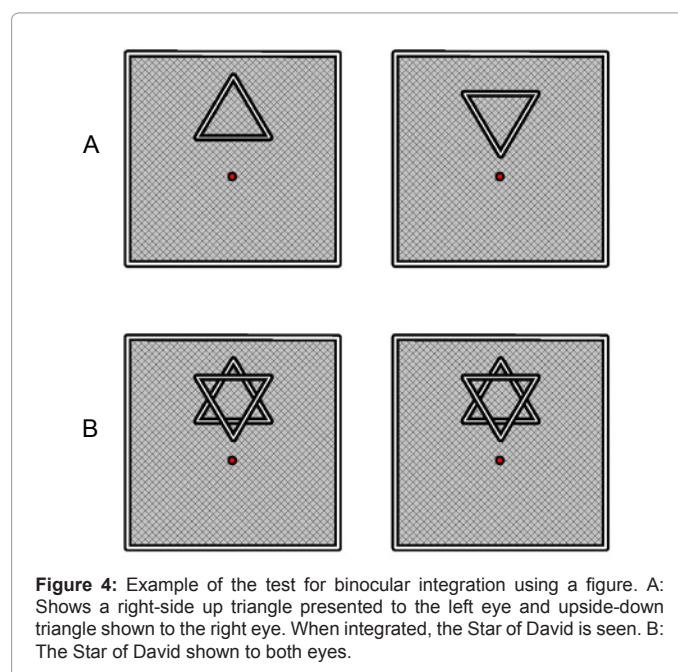 A
B
Figure 4: Example of the test for binocular integration using a figure. A:
Shows a right-side up triangle presented to the left eye and upside-down
triangle shown to the right eye. When integrated, the Star of David is seen. B:
The Star of David shown to both eyes.